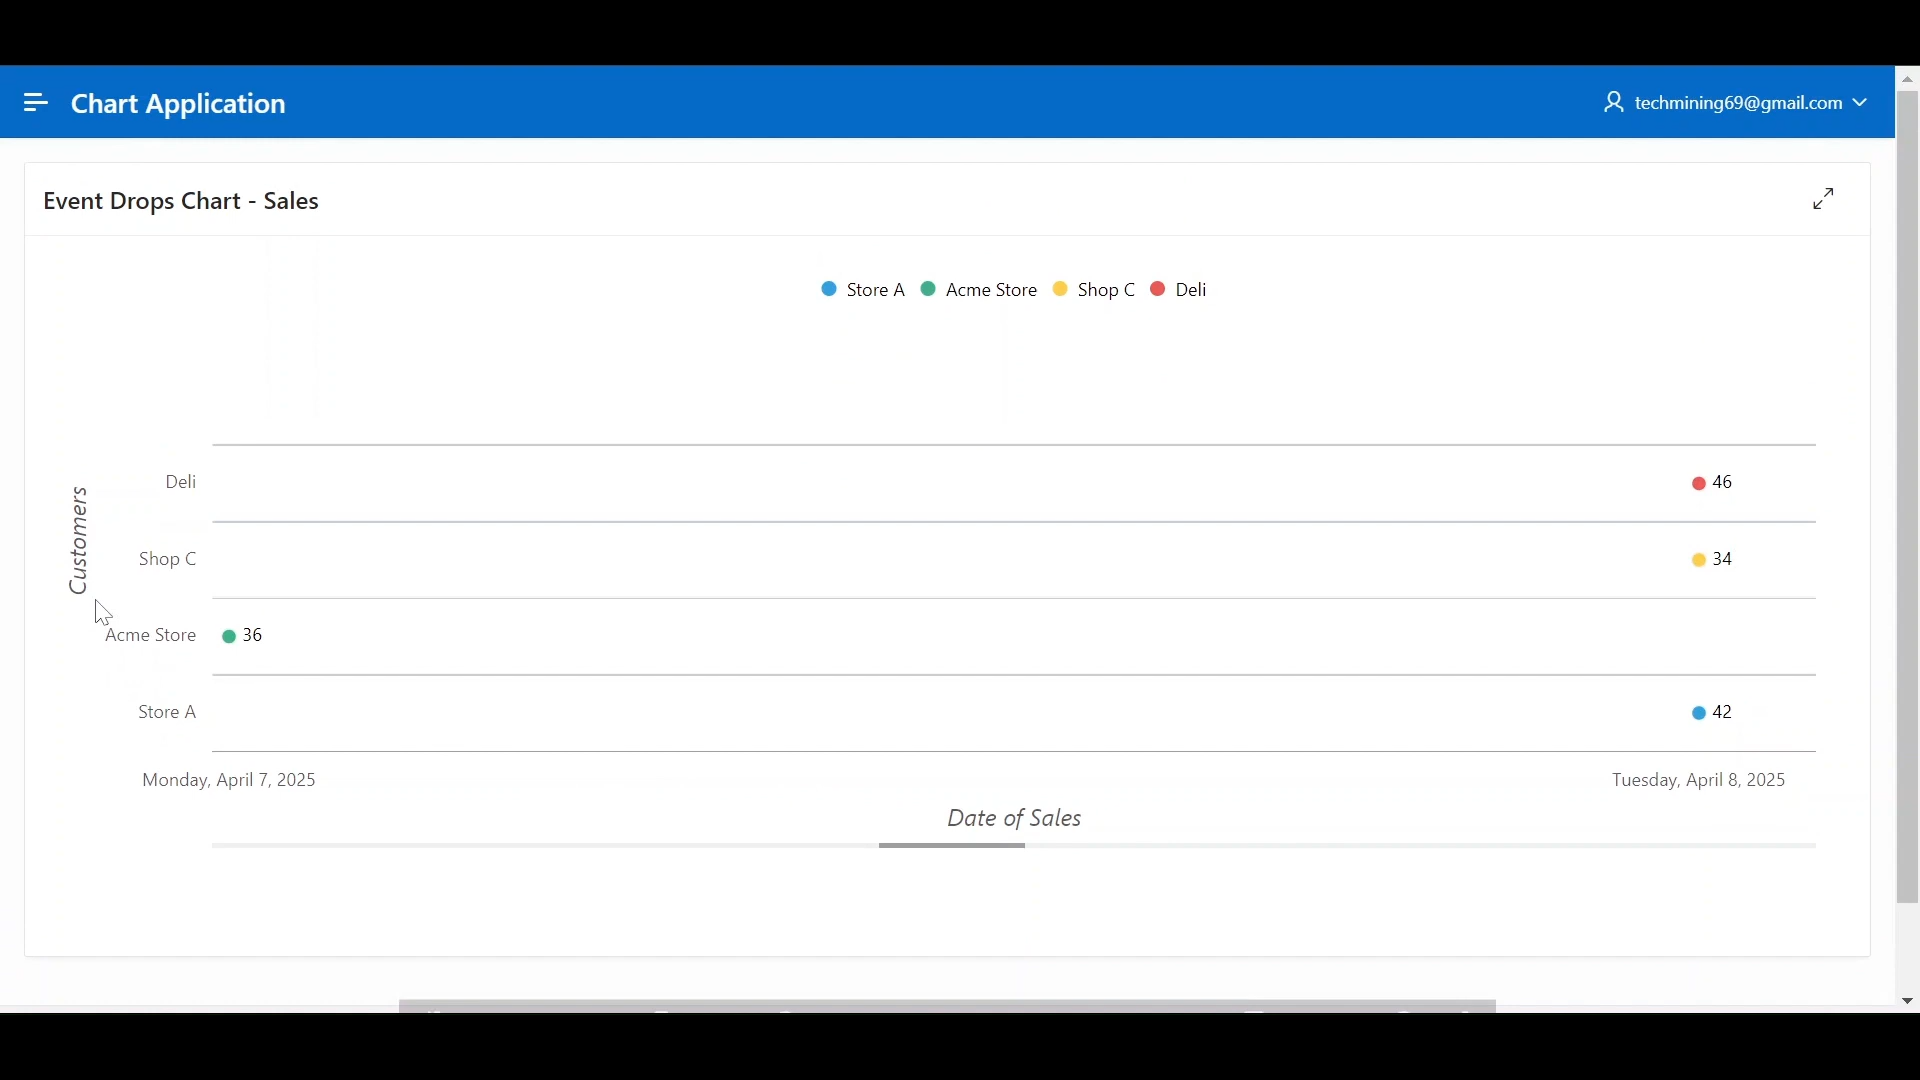 Chart Application
techmining69@gmail.com
Event Drops Chart - Sales
Store A Acme Store Shop C Deli
Customers
Deli 46
Shop C 34
Acme Store 36
Store A 42
Monday, April 7, 2025 Tuesday, April 8, 2025
Date of Sales